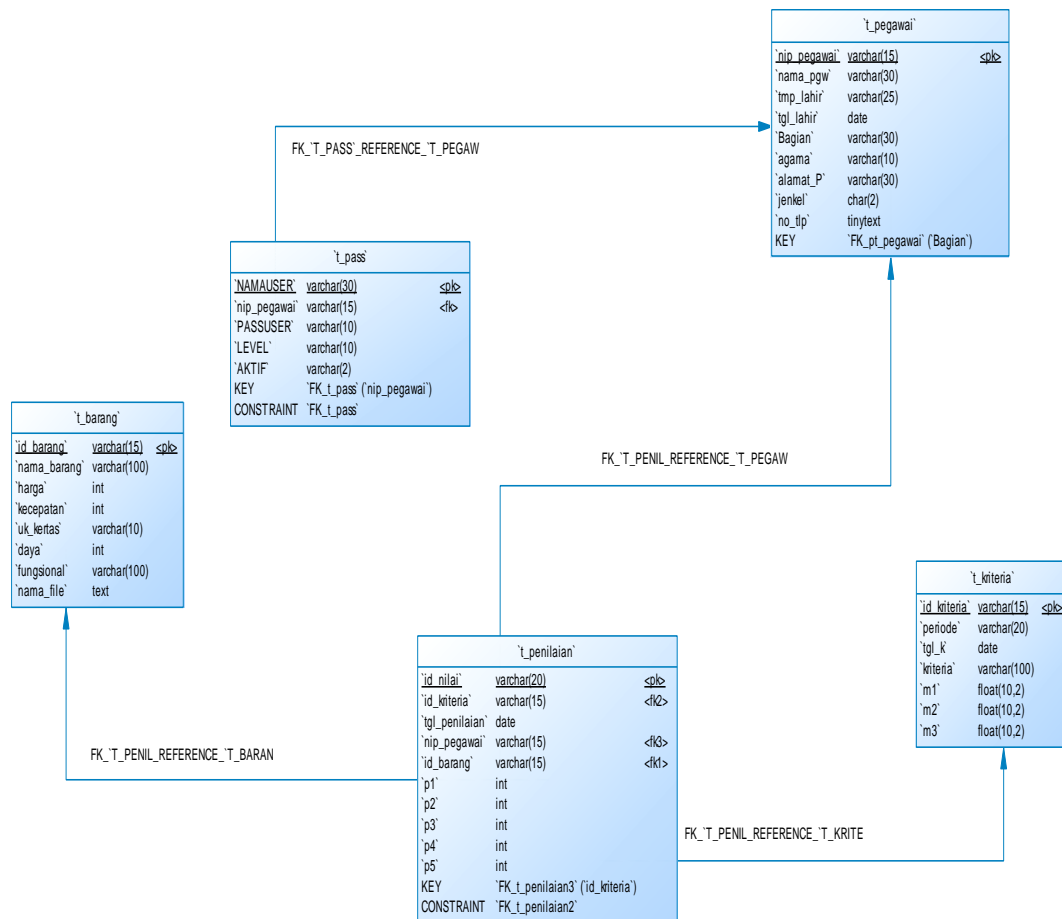 `t_pegawai`
`nip_pegawai` varchar(15) <pk>
`nama_pgw` varchar(30)
`tmp_lahir` varchar(25)
`tgl_lahir` date
`Bagian` varchar(30)
`agama` varchar(10)
`alamat_P` varchar(30)
`jenkel` char(2)
`no_tlp` tinytext
KEY `FK_pt_pegawai` (`Bagian`)
FK_`T_PASS`_REFERENCE_`T_PEGAW
`t_pass`
`NAMAUSER` varchar(30) <pk>
`nip_pegawai` varchar(15) <fk>
`PASSUSER` varchar(10)
`LEVEL` varchar(10)
`AKTIF` varchar(2)
KEY `FK_t_pass` (`nip_pegawai`)
CONSTRAINT `FK_t_pass`
`t_barang`
`id_barang` varchar(15) <pk>
`nama_barang` varchar(100)
`harga` int
`kecepatan` int
`uk_kertas` varchar(10)
`daya` int
`fungsional` varchar(100)
`nama_file` text
FK_`T_PENIL_REFERENCE_`T_PEGAW
`t_kriteria`
`id_kriteria` varchar(15) <pk>
`periode` varchar(20)
`tgl_k` date
`kriteria` varchar(100)
`m1` float(10,2)
`m2` float(10,2)
`m3` float(10,2)
`t_penilaian`
`id_nilai` varchar(20) <pk>
`id_kriteria` varchar(15) <fk2>
`tgl_penilaian` date
`nip_pegawai` varchar(15) <fk3>
`id_barang` varchar(15) <fk1>
`p1` int
`p2` int
`p3` int
`p4` int
`p5` int
KEY `FK_t_penilaian3` (`id_kriteria`)
CONSTRAINT `FK_t_penilaian2`
FK_`T_PENIL_REFERENCE_`T_BARAN
FK_`T_PENIL_REFERENCE_`T_KRITE